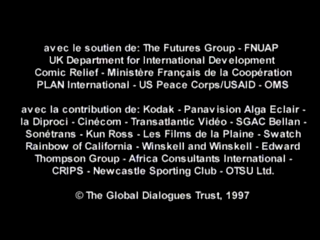 avec le soutien de: The Futures Group - FNUAP
UK Department for International Development
Comic Relief - Ministère Français de la Coopération
PLAN International - US Peace Corps/USAID - OMS
avec la contribution de: Kodak - Panavision Alga Eclair -
la Diproci - Cinécom - Transatlantic Vidéo - SGAC Bellan -
Sonétrans - Kun Ross - Les Films de la Plaine - Swatch
Rainbow of California - Winskell and Winskell - Edward
Thompson Group - Africa Consultants International -
CRIPS - Newcastle Sporting Club - OTSU Ltd.
© The Global Dialogues Trust, 1997